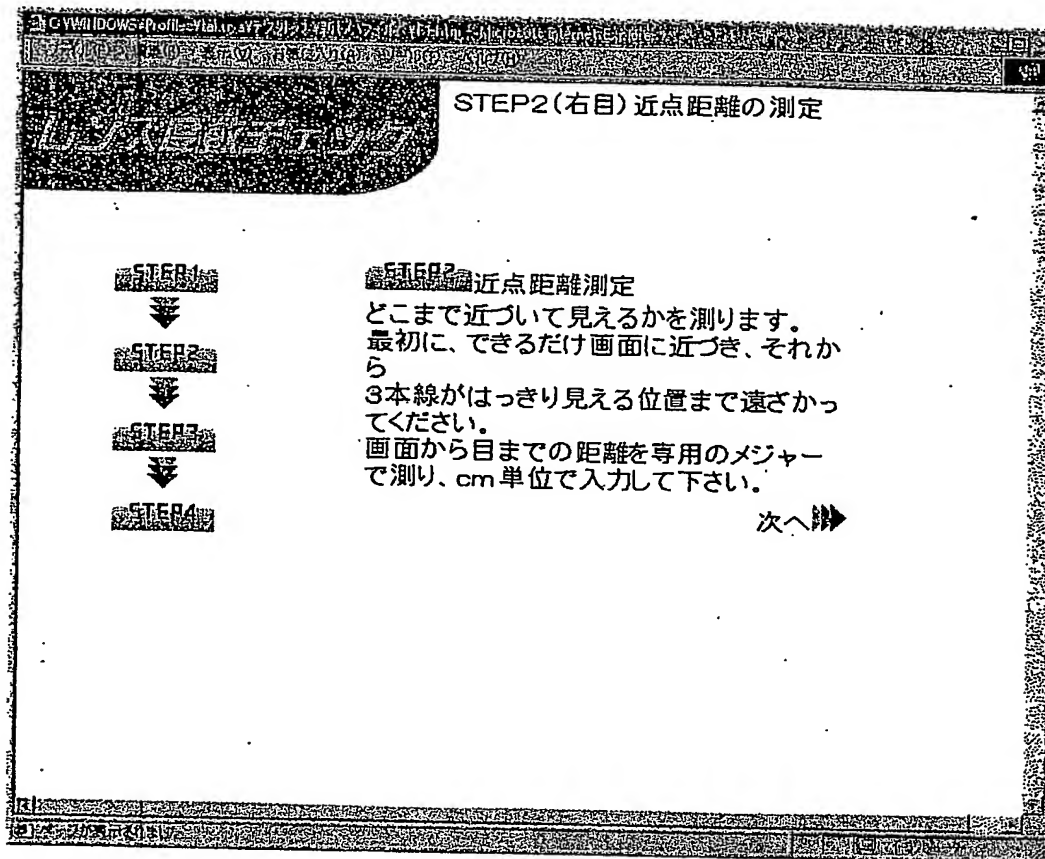 STEP2(右目)近点距離の測定
STEP1
STEP2
STEP3
STEP4
STEP2近点距離測定
どこまで近づいて見えるかを測ります。
最初に、できるだけ画面に近づき、それか
ら
3本線がはっきり見える位置まで遠ざかっ
てください。
画面から目までの距離を専用のメジャー
で測り、cm単位で入力して下さい。
次へ